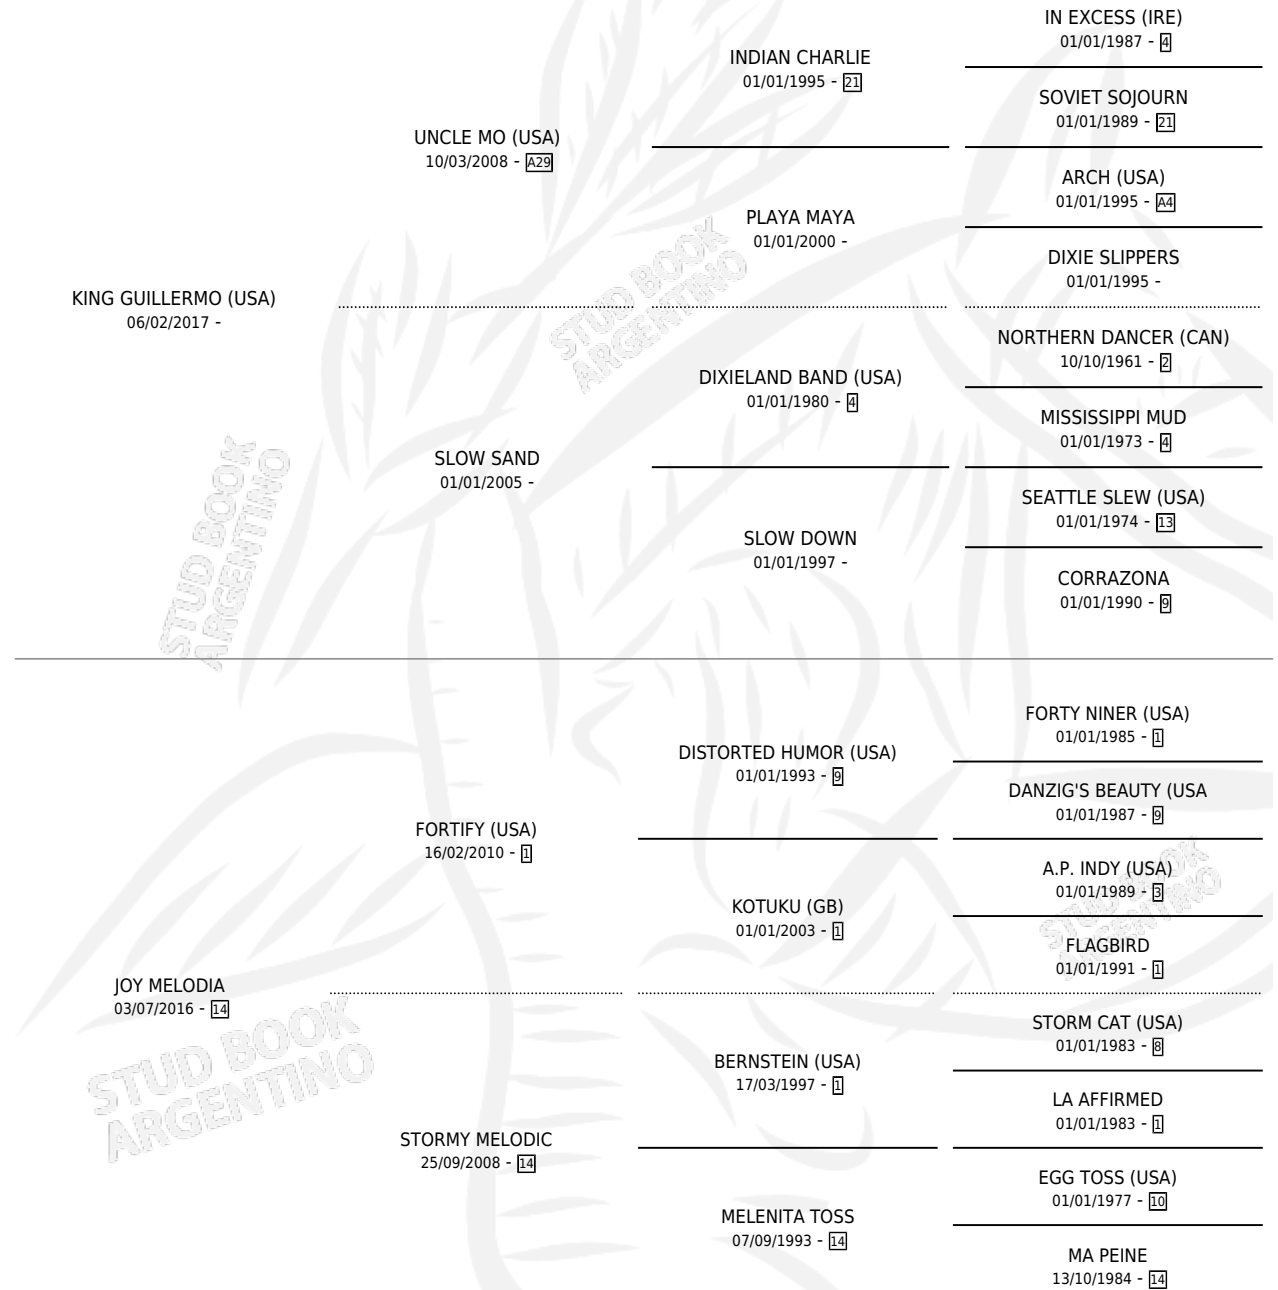 IN EXCESS (IRE)
01/01/1987 - 4
INDIAN CHARLIE
01/01/1995 - 21
SOVIET SOJOURN
01/01/1989 - 21
UNCLE MO (USA)
10/03/2008 - A29
ARCH (USA)
01/01/1995 - A4
PLAYA MAYA
01/01/2000 -
DIXIE SLIPPERS
01/01/1995 -
KING GUILLERMO (USA)
06/02/2017 -
STUD BOOK
ARGENTINO
NORTHERN DANCER (CAN)
10/10/1961 - 2
DIXIELAND BAND (USA)
01/01/1980 - 4
MISSISSIPPI MUD
01/01/1973 - 4
SLOW SAND
01/01/2005 -
SEATTLE SLEW (USA)
01/01/1974 - 13
SLOW DOWN
01/01/1997 -
CORRAZONA
01/01/1990 - 9
STUD BOOK
ARGENTINO
FORTY NINER (USA)
01/01/1985 - 1
DISTORTED HUMOR (USA)
01/01/1993 - 9
DANZIG'S BEAUTY (USA
01/01/1987 - 9
FORTIFY (USA)
16/02/2010 - 1
A.P. INDY (USA)
01/01/1989 - 3
KOTUKU (GB)
01/01/2003 - 1
STUD BOOK
ARGENTINO
FLAGBIRD
01/01/1991 - 1
JOY MELODIA
03/07/2016 - 14
STUD BOOK
ARGENTINO
STORM CAT (USA)
01/01/1983 - 8
BERNSTEIN (USA)
17/03/1997 - 1
LA AFFIRMED
01/01/1983 - 1
STORMY MELODIC
25/09/2008 - 14
EGG TOSS (USA)
01/01/1977 - 10
MELENITA TOSS
07/09/1993 - 14
MA PEINE
13/10/1984 - 14